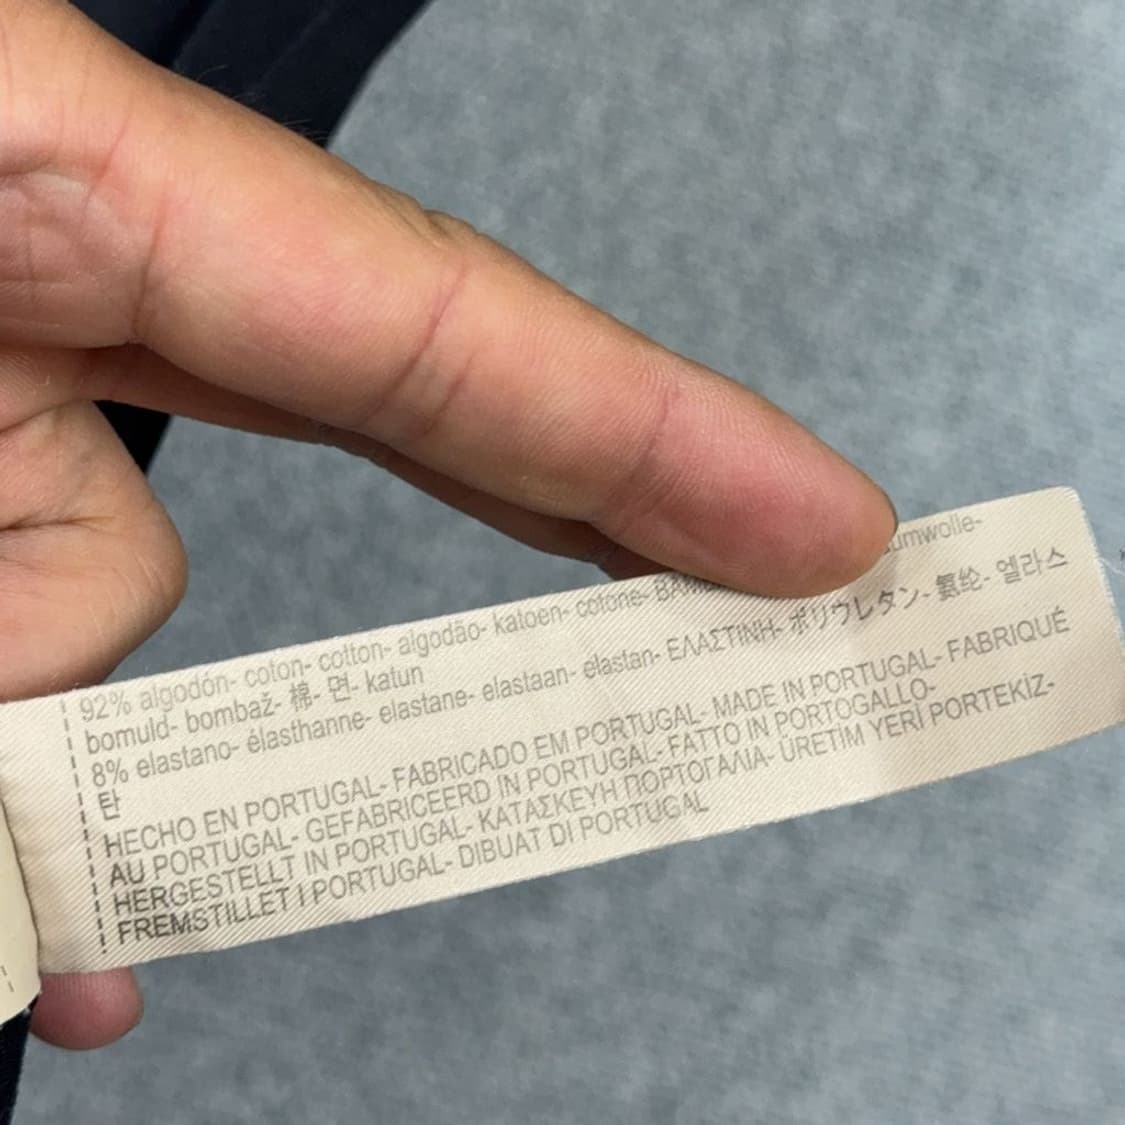 92% algodón- coton- cotton- algodão- katoen- cotone-
bomuld- bombaž- 棉- 면- katun
8% elastano- élasthanne- elastane- elastaan- elastan- ΕΛΑΣΤΙΝΗ- ポリウレタン- 氨纶- 엘라스
탄
HECHO EN PORTUGAL- FABRICADO EM PORTUGAL- MADE IN PORTUGAL- FABRIQUÉ
AU PORTUGAL- GEFABRICEERD IN PORTUGAL- FATTO IN PORTOGALLO-
HERGESTELLT IN PORTUGAL- ΚΑΤΑΣΚΕΥΗ ΠΟΡΤΟΓΑΛΙΑ- ÜRETİM YERİ PORTEKİZ-
FREMSTILLET I PORTUGAL- DIBUAT DI PORTUGAL